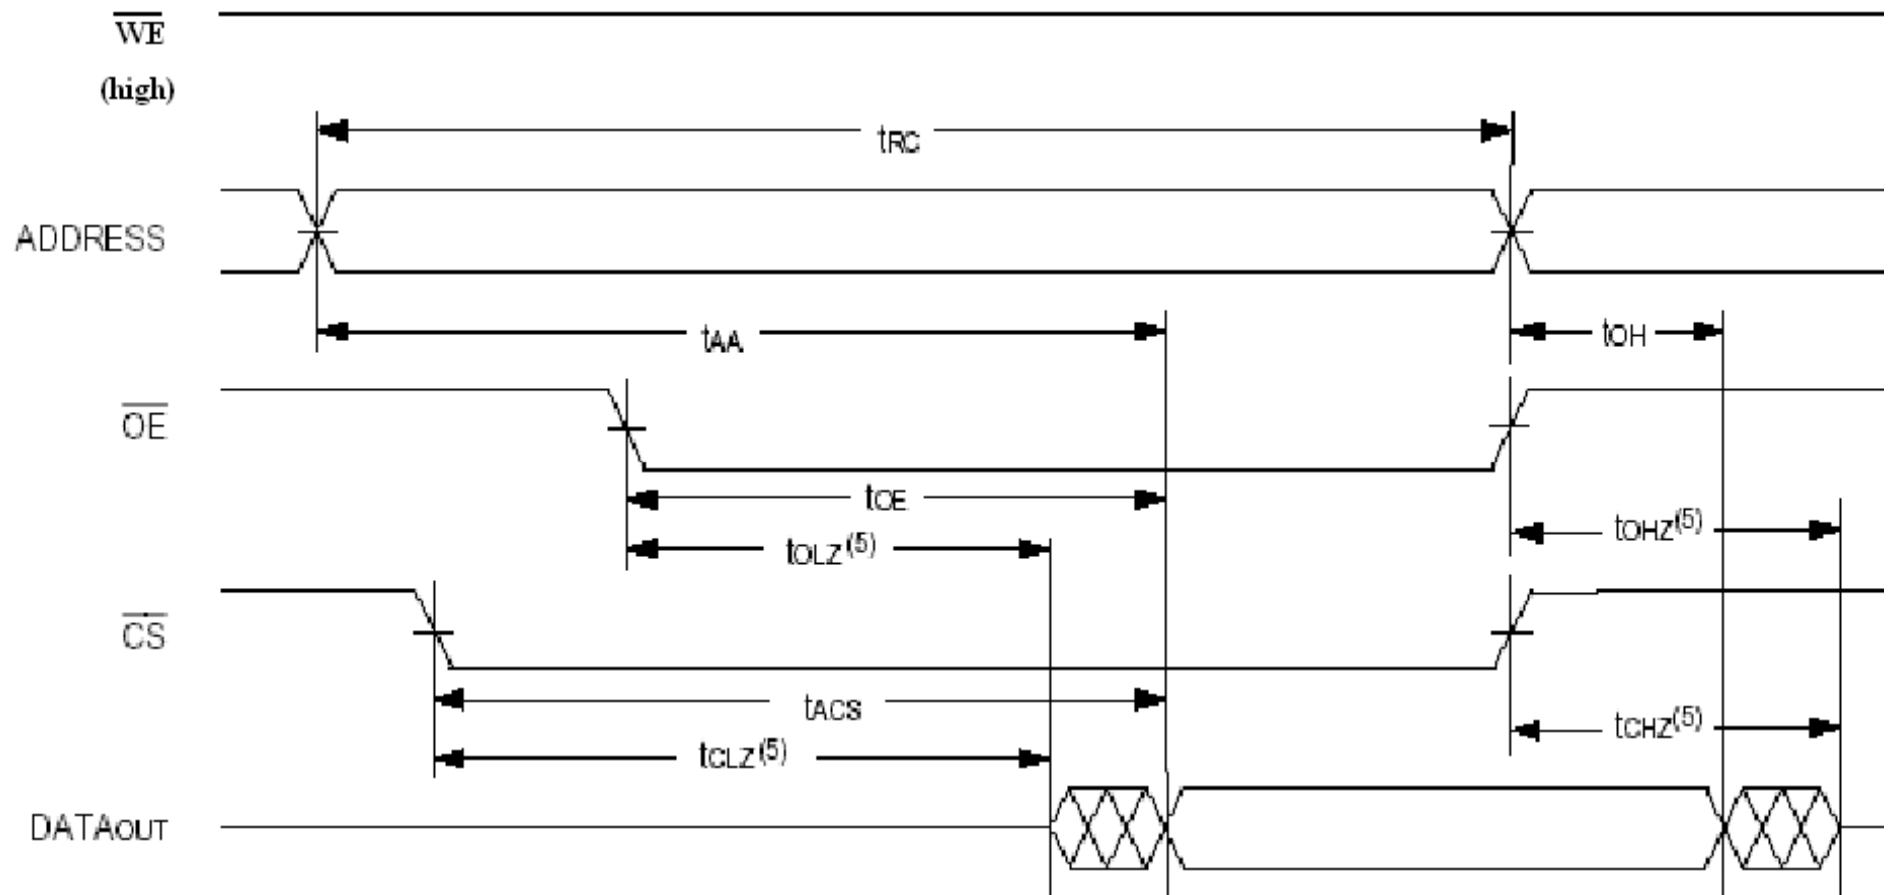 WE
(high)
tRC
ADDRESS
tAA
tOH
OE
tOE
tOHZ(5)
tOLZ(5)
CS
tACS
tCHZ(5)
tCLZ(5)
DATAOUT